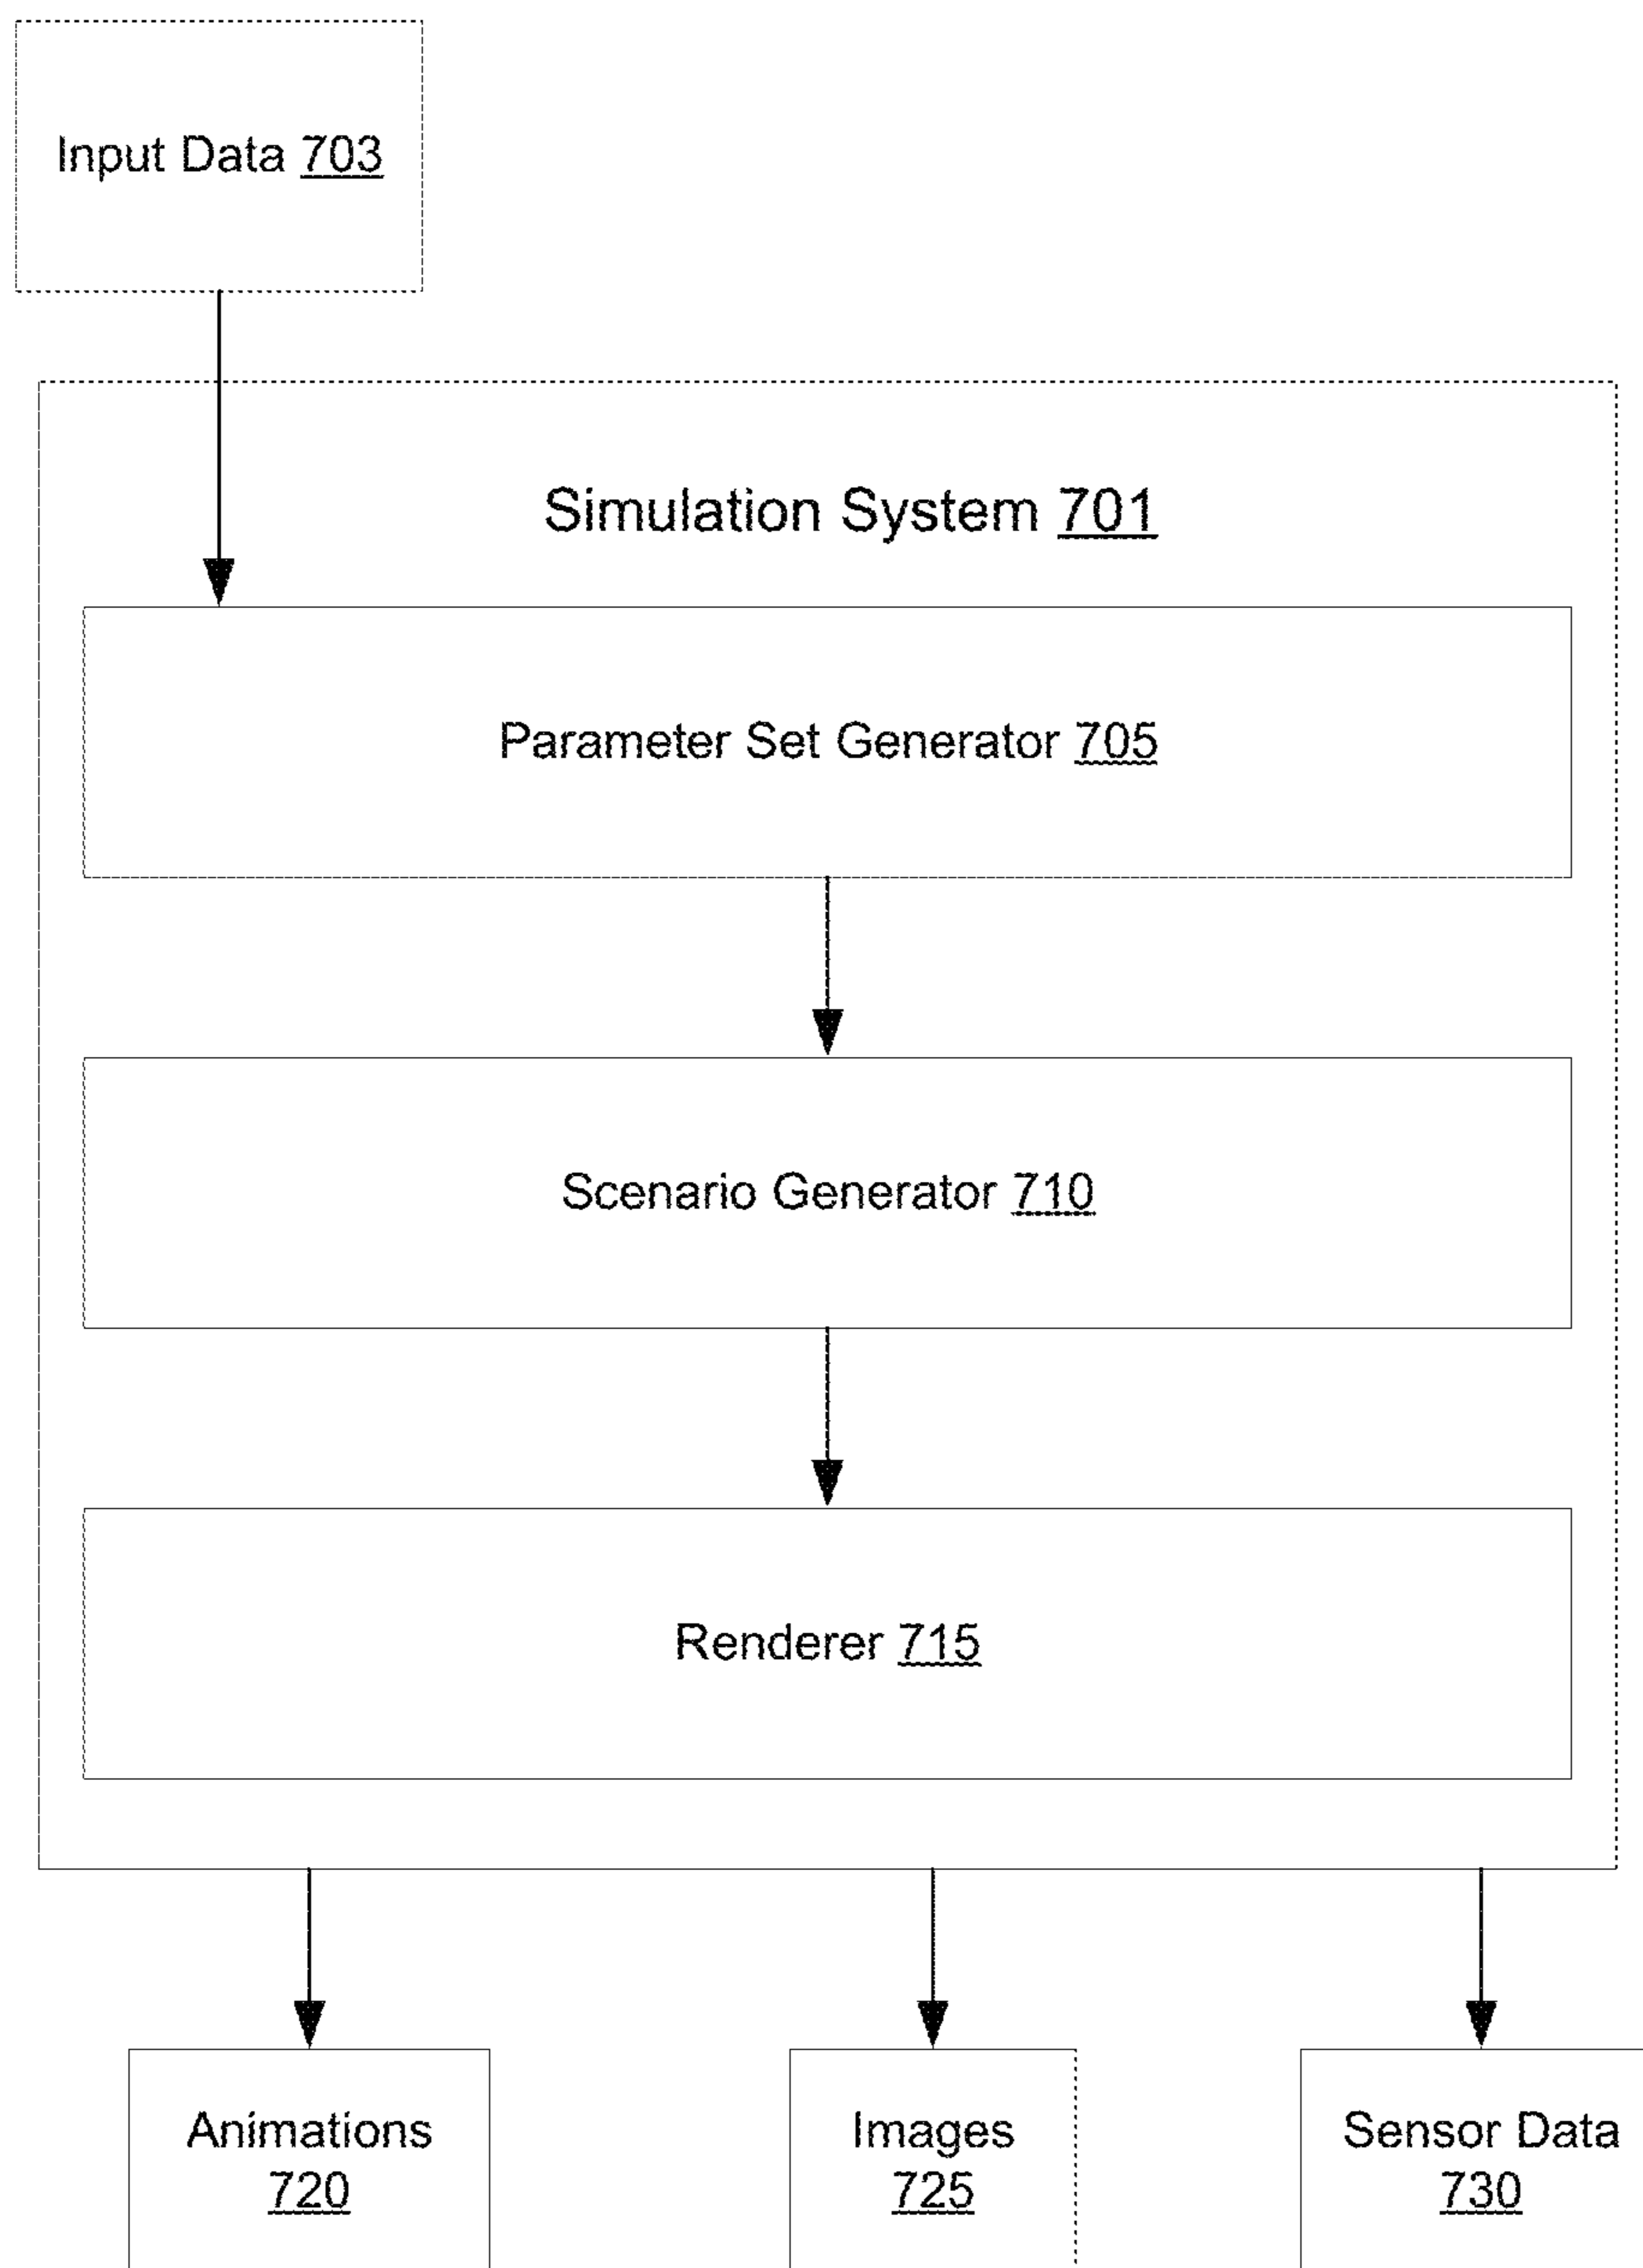 Input Data 703
Simulation System 701
Parameter Set Generator 705
Scenario Generator 710
Renderer 715
Animations
720
Images
725
Sensor Data
730